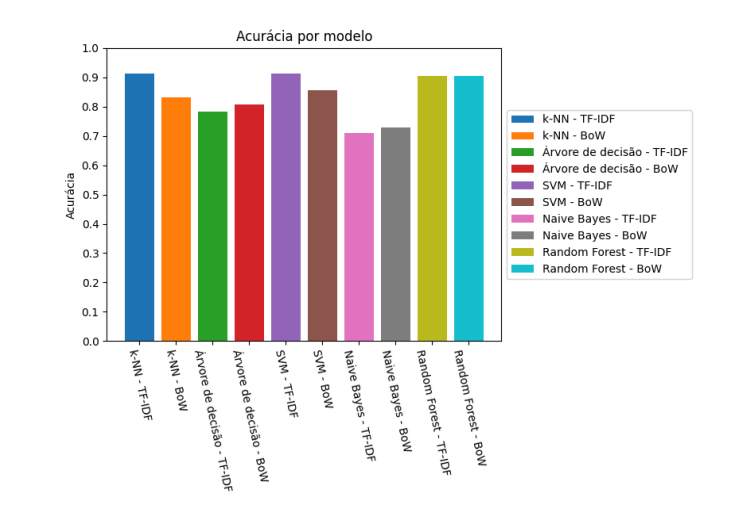 Acurácia por modelo
1.0
0.9
0.8
0.7
0.6
0.5
0.4
0.3
0.2
0.1
0.0
Acurácia
k-NN - TF-IDF
k-NN - BoW
Árvore de decisão - TF-IDF
Árvore de decisão - BoW
SVM - TF-IDF
SVM - BoW
Naive Bayes - TF-IDF
Naive Bayes - BoW
Random Forest - TF-IDF
Random Forest - BoW
k-NN - TF-IDF
k-NN - BoW
Árvore de decisão - TF-IDF
Árvore de decisão - BoW
SVM - TF-IDF
SVM - BoW
Naive Bayes - TF-IDF
Naive Bayes - BoW
Random Forest - TF-IDF
Random Forest - BoW